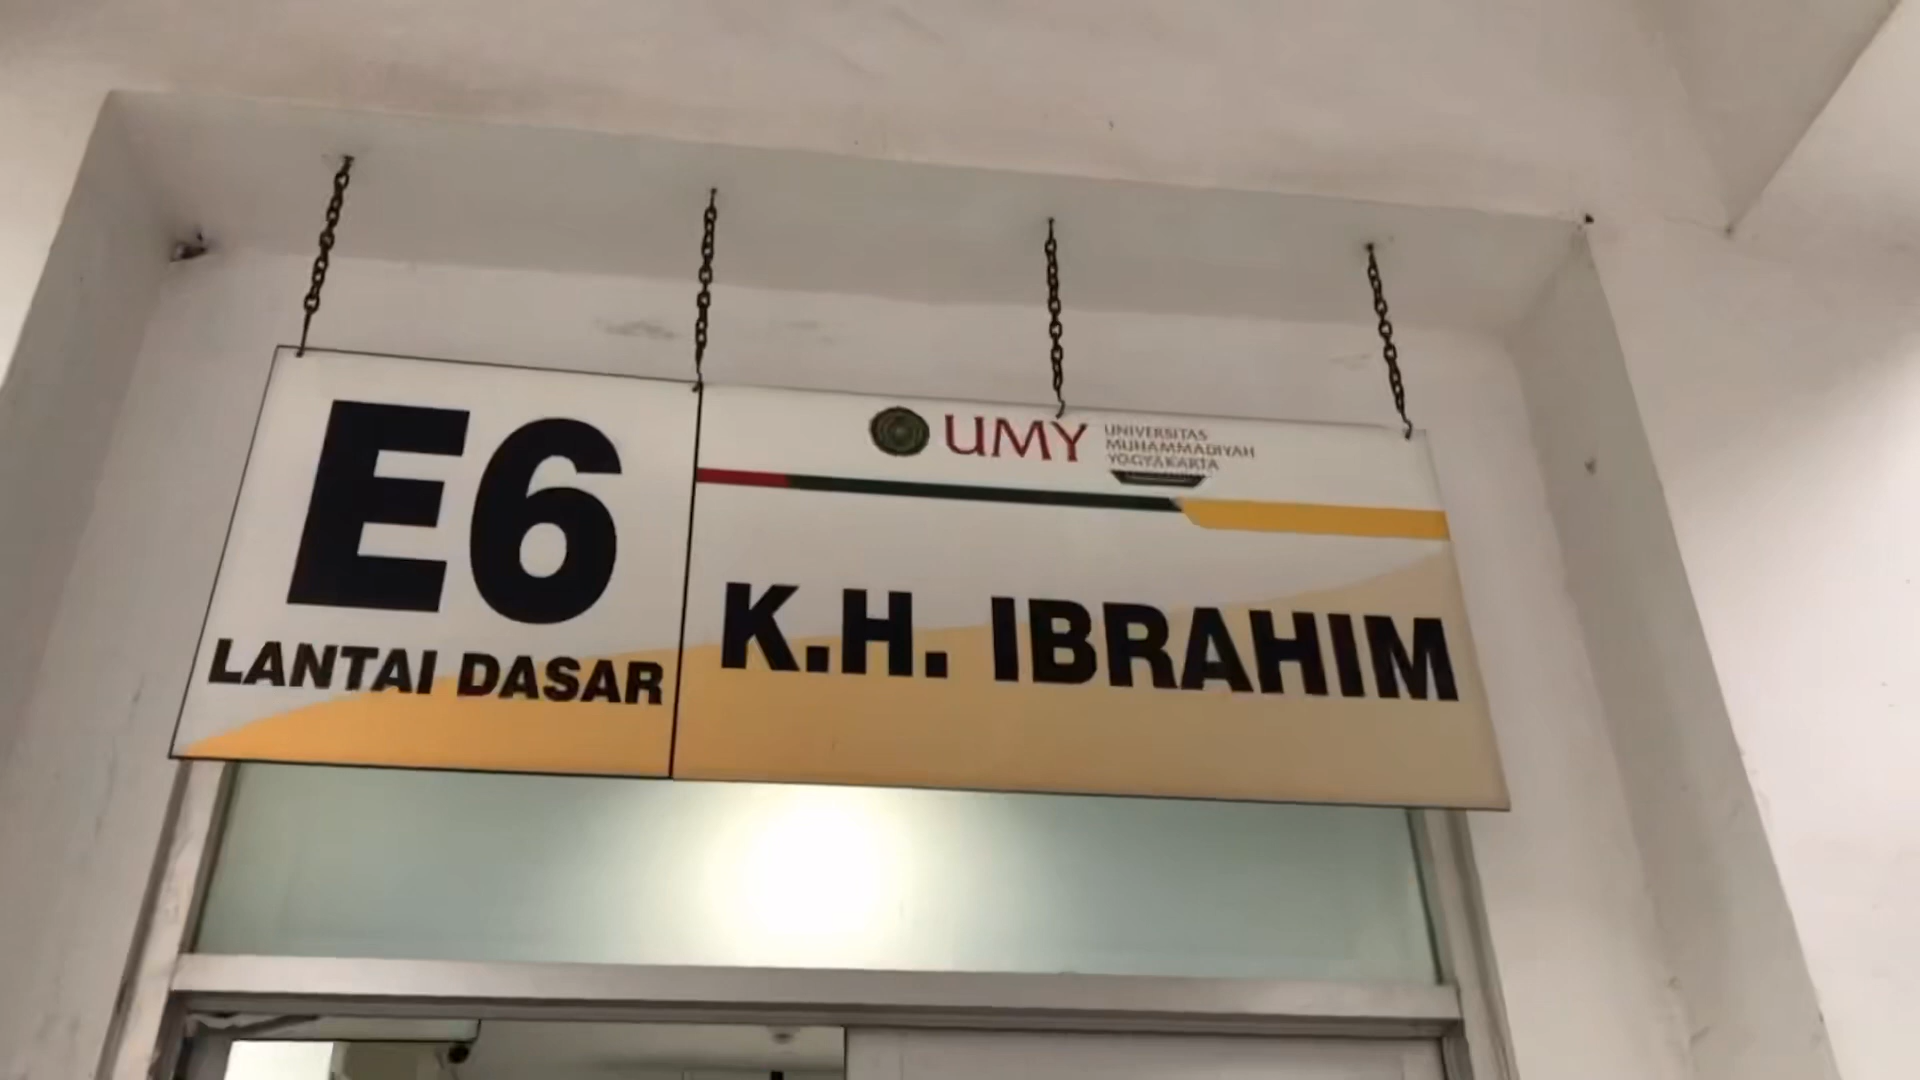 E6
LANTAI DASAR
UMY
UNIVERSITAS
MUHAMMADIYAH
YOGYAKARTA
K.H. IBRAHIM